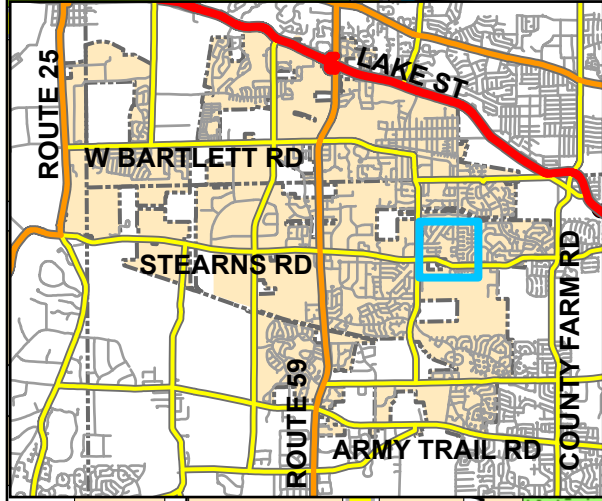 LAKE ST
ROUTE 25
W BARTLETT RD
STEARNS RD
COUNTY FARM RD
ROUTE 59
ARMY TRAIL RD